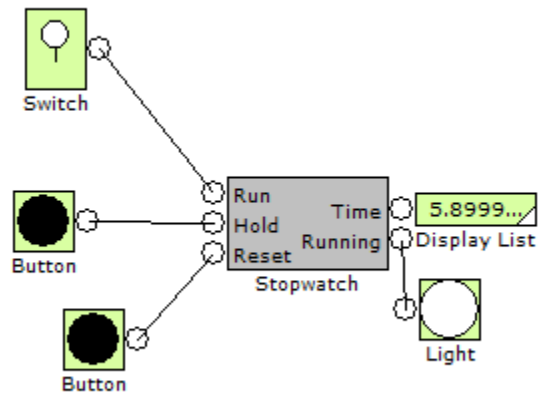 Switch
Run
Hold
Reset
Time
Running
5.8999...
Display List
Button
Stopwatch
Light
Button